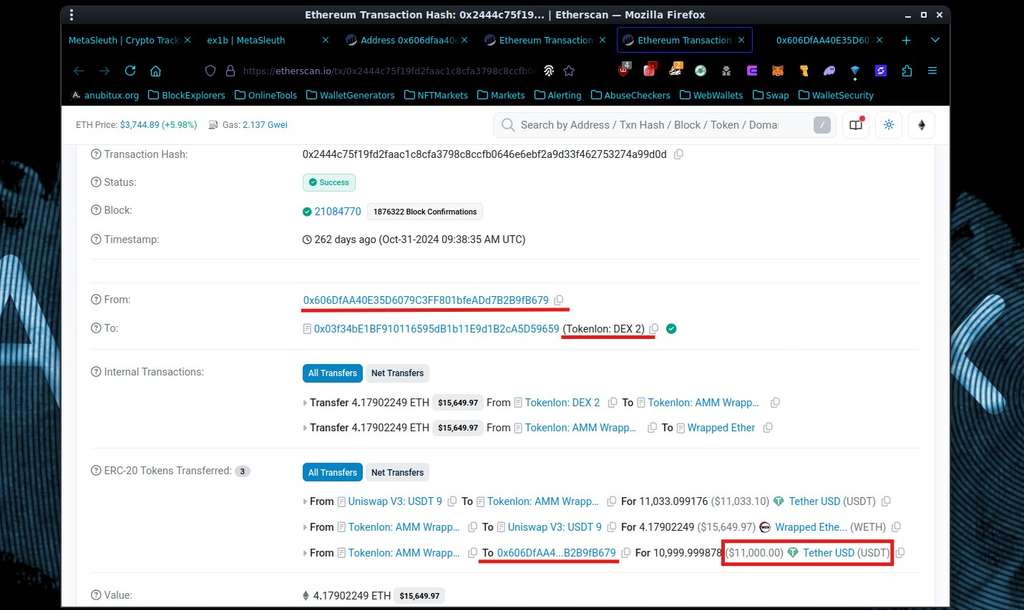 Ethereum Transaction Hash: 0x2444c75f19... | Etherscan — Mozilla Firefox
MetaSleuth | Crypto Track
ex1b | MetaSleuth
Address 0x606dfaa40
Ethereum Transaction
Ethereum Transaction
0x606DfAA40E35D60
https://etherscan.io/tx/0x2444c75f19fd2faac1c8cfa3798c8ccfb0
anubitux.org BlockExplorers OnlineTools WalletGenerators NFTMarkets Markets Alerting AbuseCheckers WebWallets Swap WalletSecurity
ETH Price: $3,744.89 (+5.98%) Gas: 2.137 Gwei
Search by Address / Txn Hash / Block / Token / Doma /
Transaction Hash: 0x2444c75f19fd2faac1c8cfa3798c8ccfb0646e6ebf2a9d33f462753274a99d0d
Status: Success
Block: 21084770 1876322 Block Confirmations
Timestamp: 262 days ago (Oct-31-2024 09:38:35 AM UTC)
From: 0x606DfAA40E35D6079C3FF801bfeADd7B2B9fB679
To: 0x03f34bE1BF910116595dB1b11E9d1B2cA5D59659 (Tokenlon: DEX 2)
Internal Transactions: All Transfers Net Transfers
Transfer 4.17902249 ETH $15,649.97 From Tokenlon: DEX 2 To Tokenlon: AMM Wrapp...
Transfer 4.17902249 ETH $15,649.97 From Tokenlon: AMM Wrapp... To Wrapped Ether
ERC-20 Tokens Transferred: 3 All Transfers Net Transfers
From Uniswap V3: USDT 9 To Tokenlon: AMM Wrapp... For 11,033.099176 ($11,033.10) Tether USD (USDT)
From Tokenlon: AMM Wrapp... To Uniswap V3: USDT 9 For 4.17902249 ($15,649.97) Wrapped Ethe... (WETH)
From Tokenlon: AMM Wrapp... To 0x606DfAA4...B2B9fB679 For 10,999.999878 ($11,000.00) Tether USD (USDT)
Value: 4.17902249 ETH $15,649.97